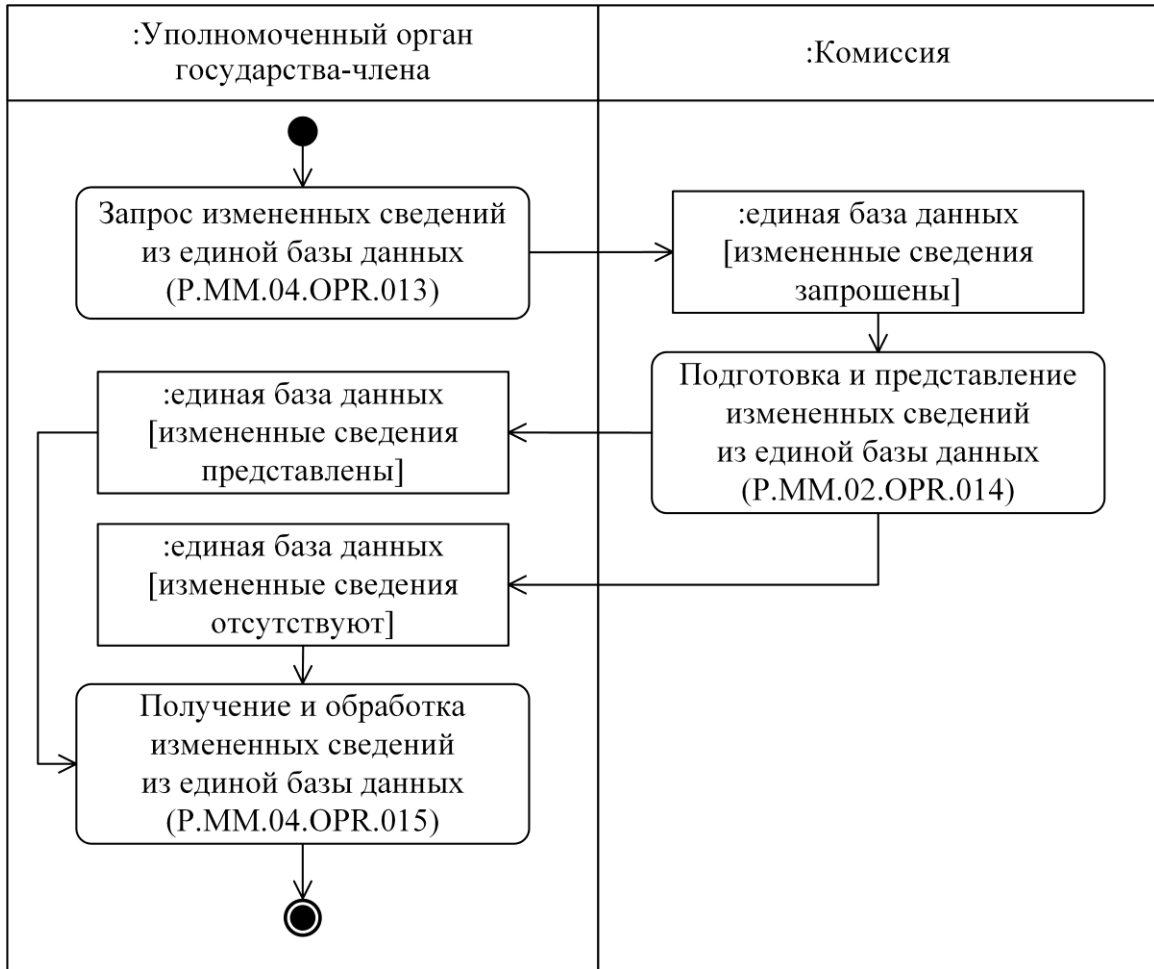 :Уполномоченный орган
государства-члена
:Комиссия
Запрос измененных сведений
из единой базы данных
(P.MM.04.OPR.013)
:единая база данных
[измененные сведения
запрошены]
Подготовка и представление
измененных сведений
из единой базы данных
(P.MM.02.OPR.014)
:единая база данных
[измененные сведения
представлены]
:единая база данных
[измененные сведения
отсутствуют]
Получение и обработка
измененных сведений
из единой базы данных
(P.MM.04.OPR.015)